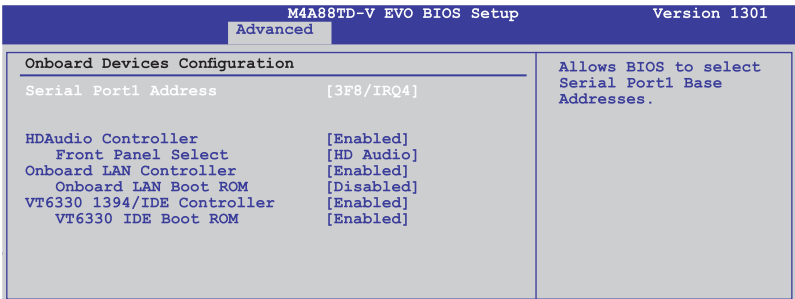 M4A88TD-V EVO BIOS Setup Version 1301
Advanced
Onboard Devices Configuration
Serial Port1 Address [3F8/IRQ4]
HDAudio Controller [Enabled]
Front Panel Select [HD Audio]
Onboard LAN Controller [Enabled]
Onboard LAN Boot ROM [Disabled]
VT6330 1394/IDE Controller [Enabled]
VT6330 IDE Boot ROM [Enabled]
Allows BIOS to select
Serial Port1 Base
Addresses.